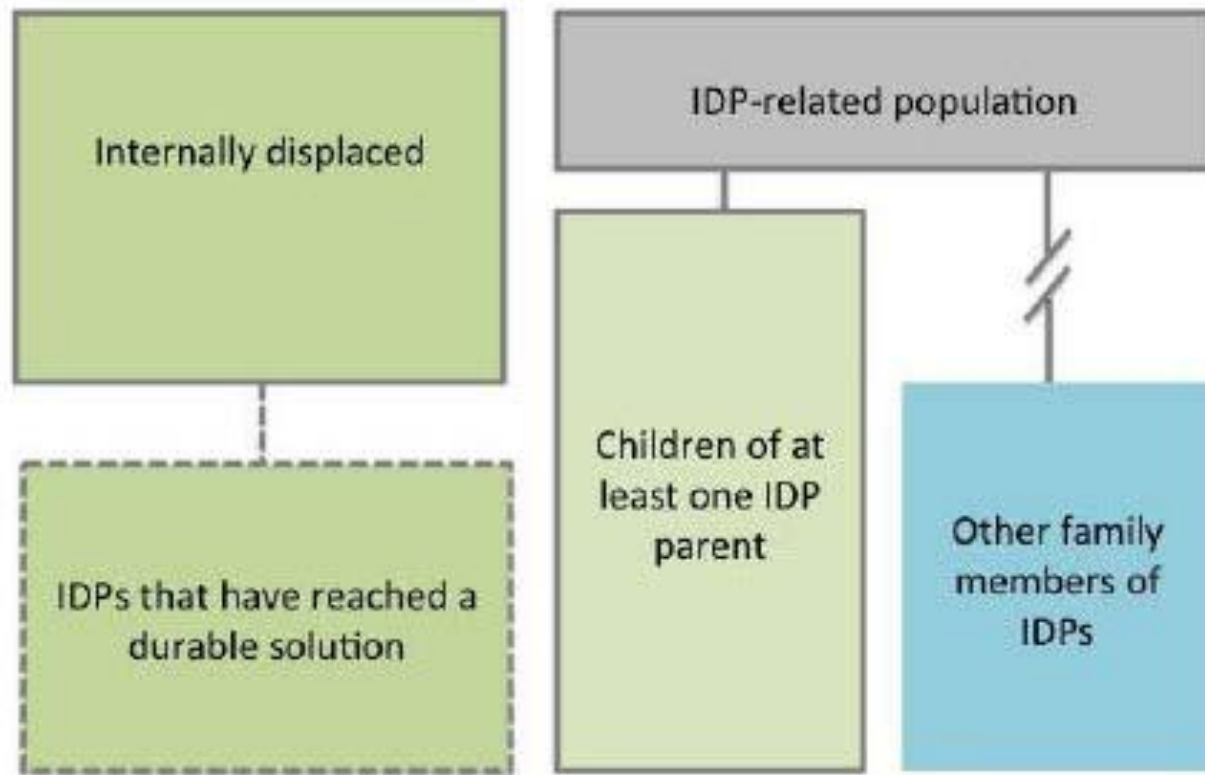 Internally displaced
IDP-related population
IDPs that have reached a
durable solution
Children of at
least one IDP
parent
Other family
members of
IDPs